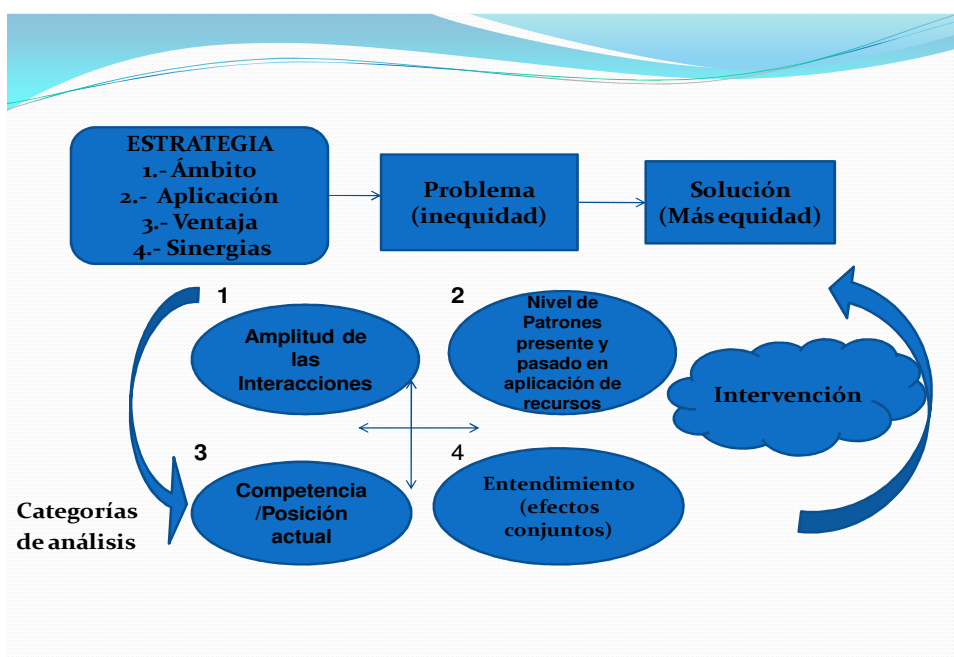 ESTRATEGIA
1.- Ámbito
2.- Aplicación
3.- Ventaja
4.- Sinergias
Problema
(inequidad)
Solución
(Más equidad)
1
Amplitud de
las
Interacciones
2
Nivel de
Patrones
presente y
pasado en
aplicación de
recursos
Intervención
3
Competencia
/Posición
actual
4
Entendimiento
(efectos
conjuntos)
Categorías
de análisis